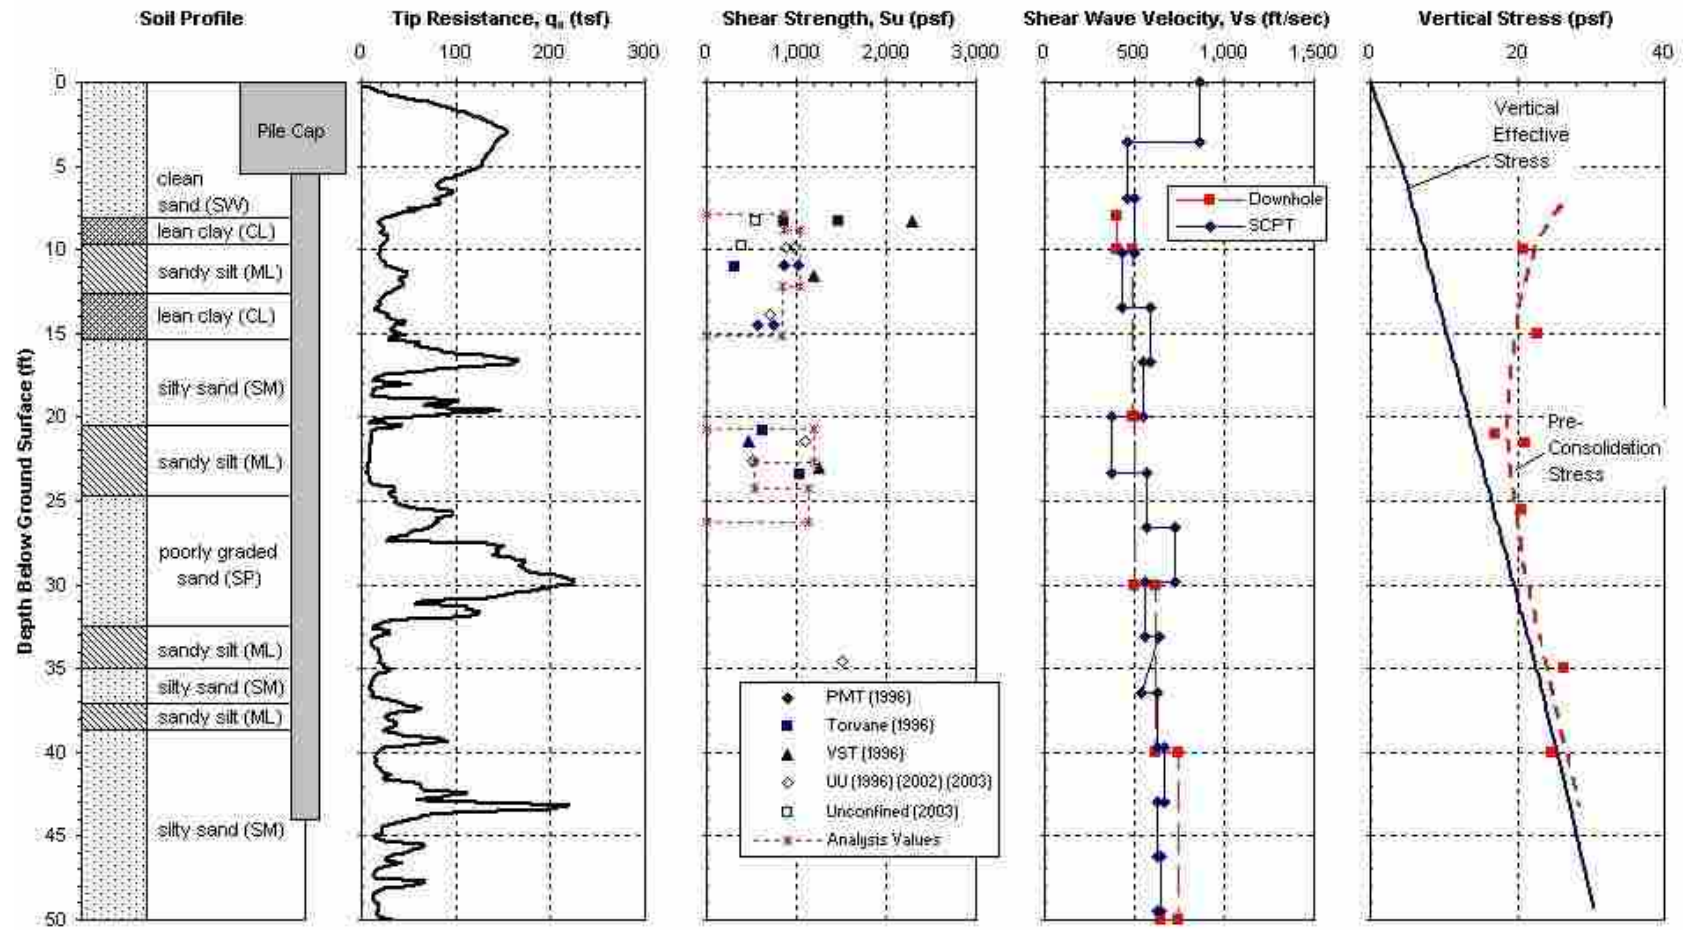 Soil Profile
Tip Resistance, qc (tsf)
Shear Strength, Su (psf)
Shear Wave Velocity, Vs (ft/sec)
Vertical Stress (psf)
0 100 200 300
0 1,000 2,000 3,000
0 500 1,000 1,500
0 20 40
Depth Below Ground Surface (ft)
0
5
10
15
20
25
30
35
40
45
50
Pile Cap
clean
sand (SW)
lean clay (CL)
sandy silt (ML)
lean clay (CL)
silty sand (SM)
sandy silt (ML)
poorly graded
sand (SP)
sandy silt (ML)
silty sand (SM)
sandy silt (ML)
silty sand (SM)
PMT (1996)
Torvane (1996)
VST (1996)
UU (1996) (2002) (2003)
Unconfined (2003)
Analysis Values
Downhole
SCPT
Vertical
Effective
Stress
Pre-
Consolidation
Stress